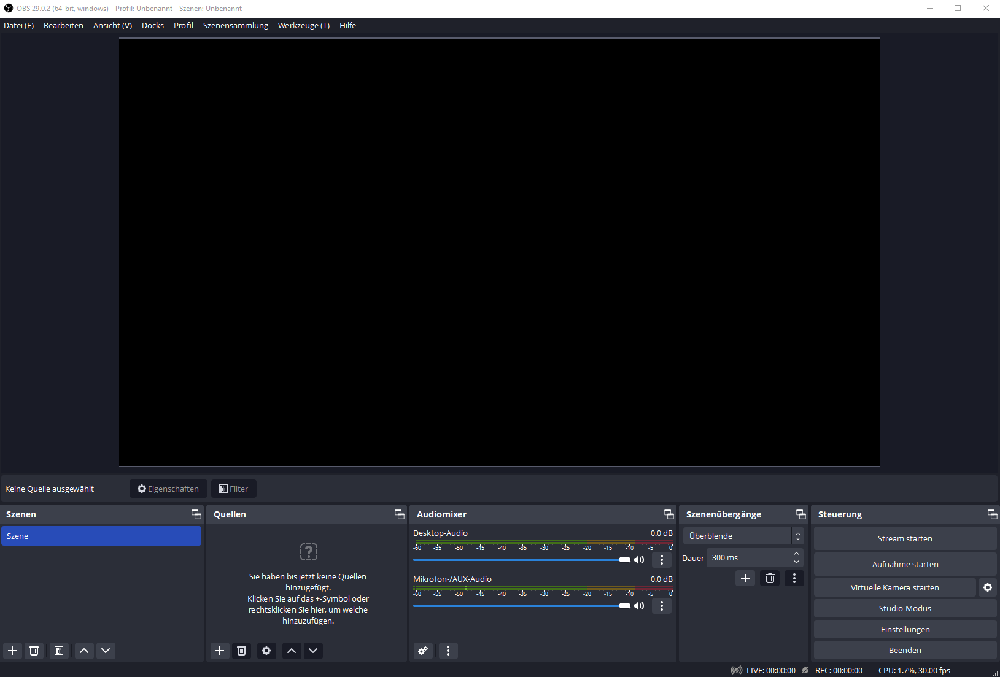 OBS 29.0.2 (64-bit, windows) - Profil: Unbenannt - Szenen: Unbenannt
Datei (F) Bearbeiten Ansicht (V) Docks Profil Szenensammlung Werkzeuge (T) Hilfe
Keine Quelle ausgewählt Eigenschaften Filter
Szenen
Szene
Quellen
?
Sie haben bis jetzt keine Quellen
hinzugefügt.
Klicken Sie auf das +-Symbol oder
rechtsklicken Sie hier, um welche
hinzuzufügen.
Audiomixer
Desktop-Audio 0.0 dB
-60 -55 -50 -45 -40 -35 -30 -25 -20 -15 -10 -5 0
Mikrofon-/AUX-Audio 0.0 dB
-60 -55 -50 -45 -40 -35 -30 -25 -20 -15 -10 -5 0
Szenenübergänge
Überblende
Dauer 300 ms
Steuerung
Stream starten
Aufnahme starten
Virtuelle Kamera starten
Studio-Modus
Einstellungen
Beenden
LIVE: 00:00:00 REC: 00:00:00 CPU: 1.7%, 30.00 fps